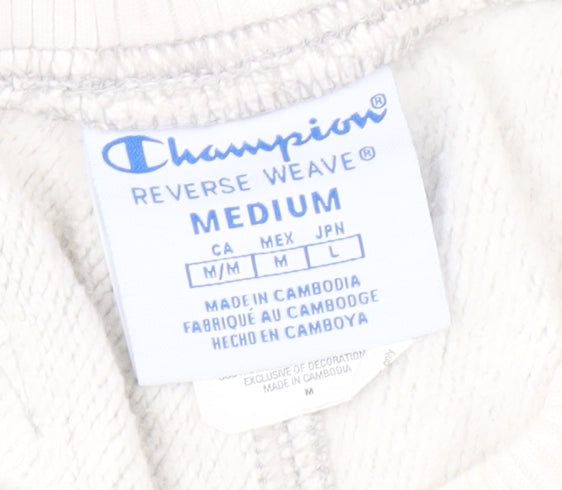 Champion®
REVERSE WEAVE®
MEDIUM
CA MEX JPN
M/M M L
MADE IN CAMBODIA
FABRIQUÉ AU CAMBODGE
HECHO EN CAMBOYA
EXCLUSIVE OF DECORATION
MADE IN CAMBODIA
M